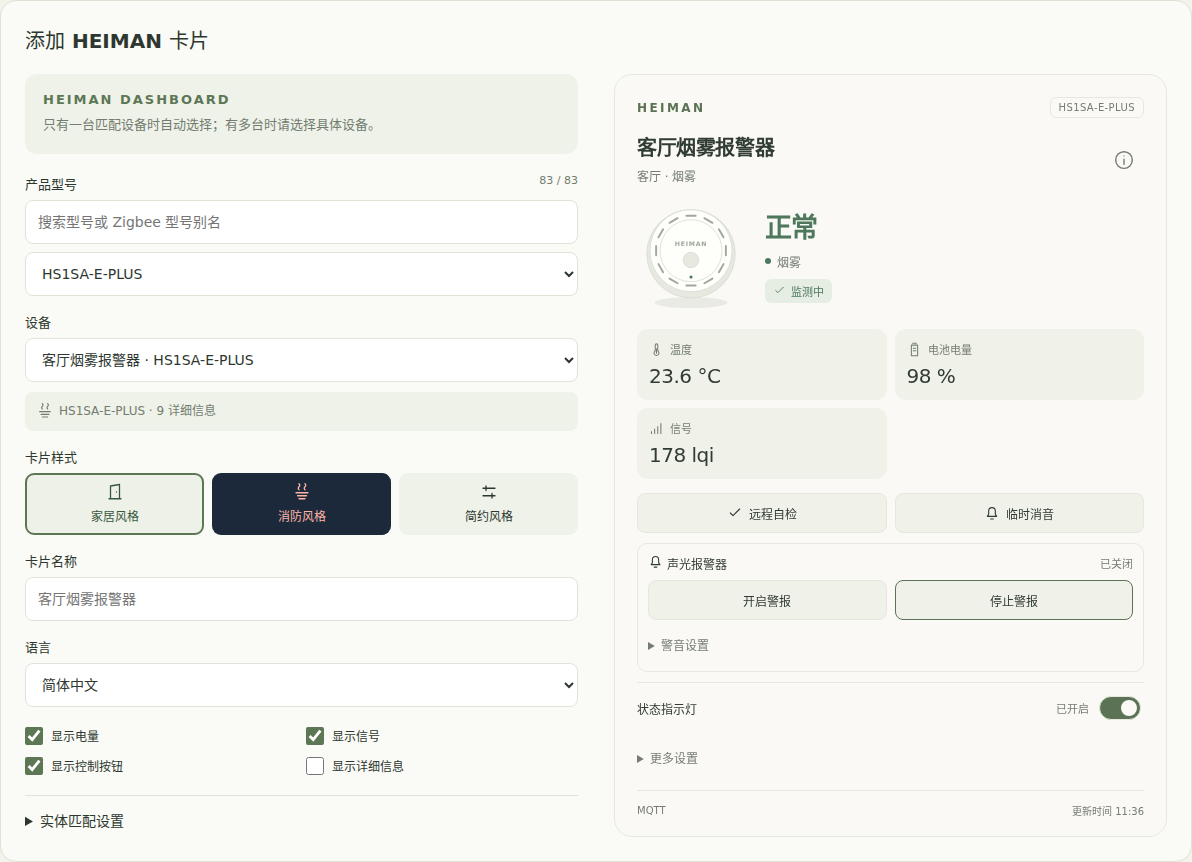 添加 HEIMAN 卡片
HEIMAN DASHBOARD
只有一台匹配设备时自动选择；有多台时请选择具体设备。
产品型号
83 / 83
搜索型号或 Zigbee 型号别名
HS1SA-E-PLUS
设备
客厅烟雾报警器 · HS1SA-E-PLUS
HS1SA-E-PLUS · 9 详细信息
卡片样式
家居风格
消防风格
简约风格
卡片名称
客厅烟雾报警器
语言
简体中文
显示电量
显示信号
显示控制按钮
显示详细信息
实体匹配设置
HEIMAN
HS1SA-E-PLUS
客厅烟雾报警器
客厅 · 烟雾
HEIMAN
正常
烟雾
监测中
温度
23.6 °C
电池电量
98 %
信号
178 lqi
远程自检
临时消音
声光报警器
已关闭
开启警报
停止警报
警音设置
状态指示灯
已开启
更多设置
MQTT
更新时间 11:36